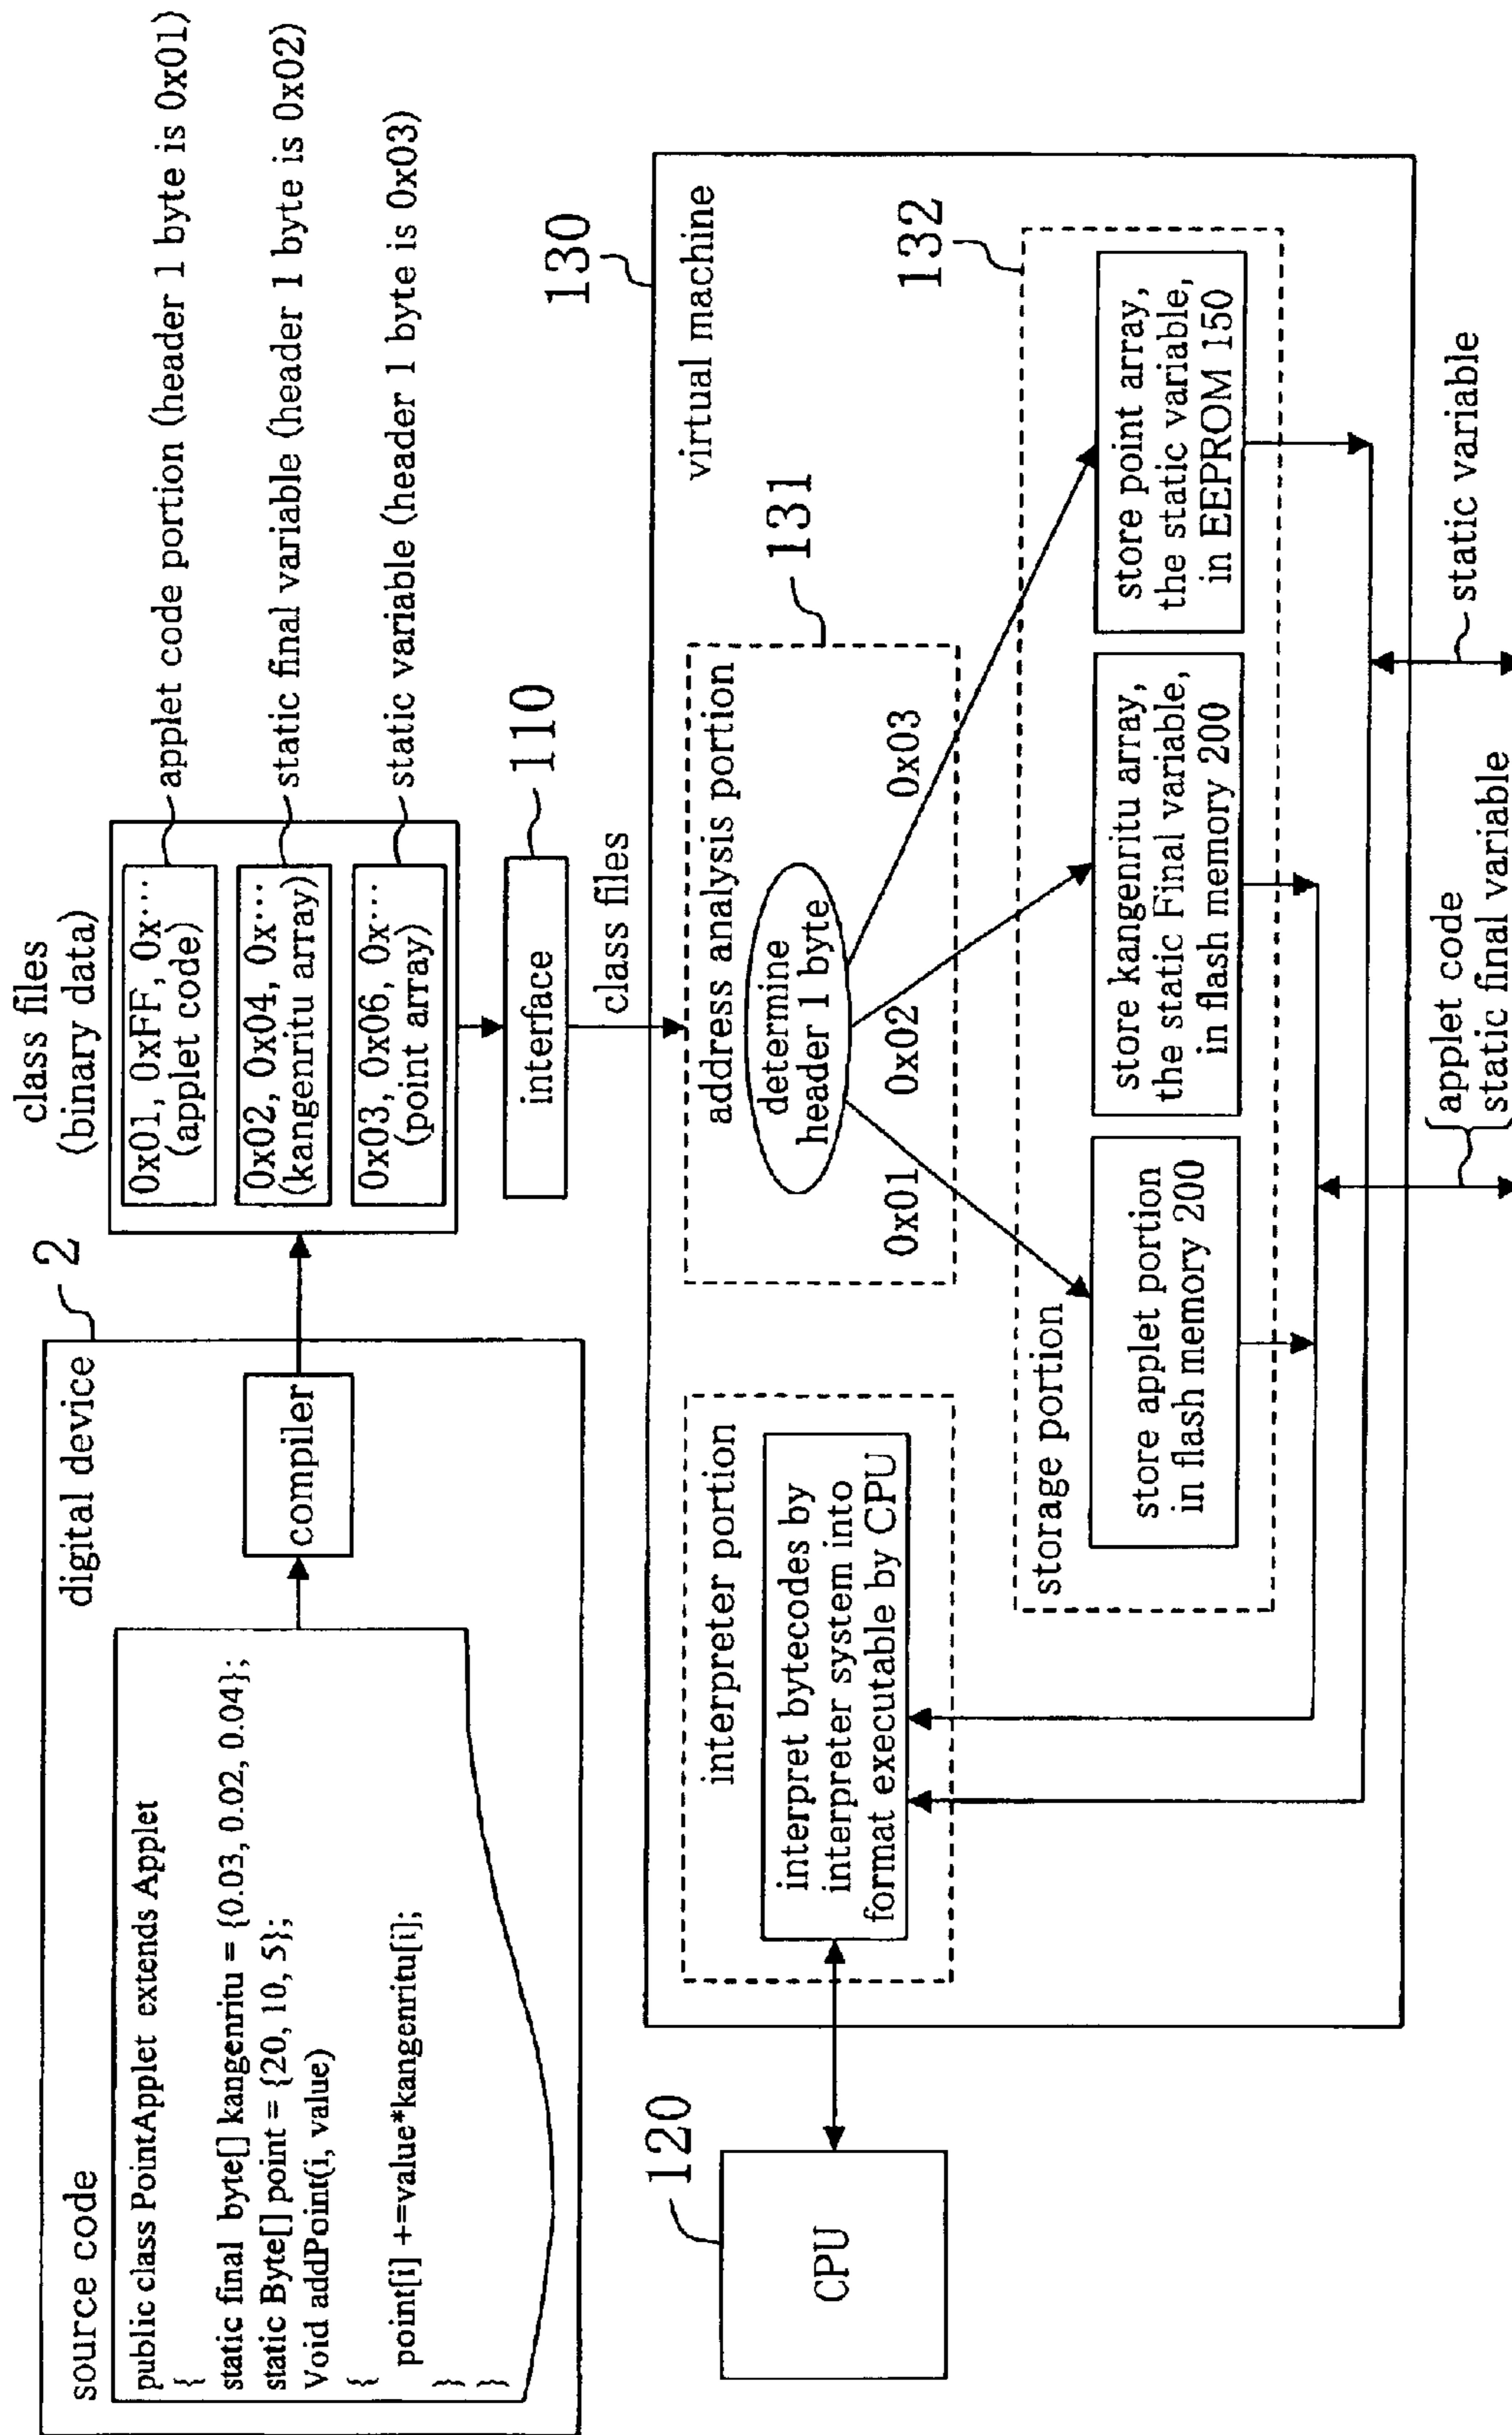 source code
digital device
2
public class PointApplet extends Applet
{
static final byte[] kangenritu = {0.03, 0.02, 0.04};
static Byte[] point = {20, 10, 5};
Void addPoint(i, value)
{
point[i] +=value*kangenritu[i];
}
}
compiler
class files
(binary data)
0x01, 0xFF, 0x···
(applet code)
0x02, 0x04, 0x···
(kangenritu array)
0x03, 0x06, 0x···
(point array)
applet code portion (header 1 byte is 0x01)
static final variable (header 1 byte is 0x02)
static variable (header 1 byte is 0x03)
interface
110
class files
130
virtual machine
120
CPU
interpreter portion
interpret bytecodes by
interpreter system into
format executable by CPU
address analysis portion
131
determine
header 1 byte
0x01
0x02
0x03
132
storage portion
store applet portion
in flash memory 200
store kangenritu array,
the static Final variable,
in flash memory 200
store point array,
the static variable,
in EEPROM 150
applet code
static final variable
static variable